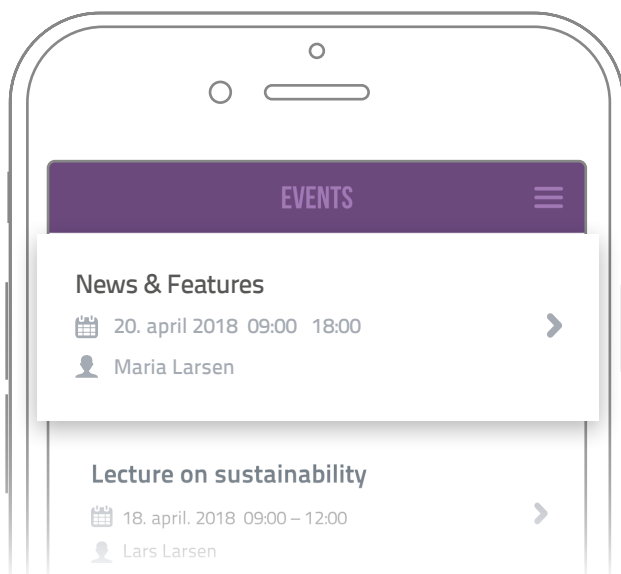 EVENTS
News & Features
20. april 2018 09:00 18:00
Maria Larsen
Lecture on sustainability
18. april. 2018 09:00 – 12:00
Lars Larsen